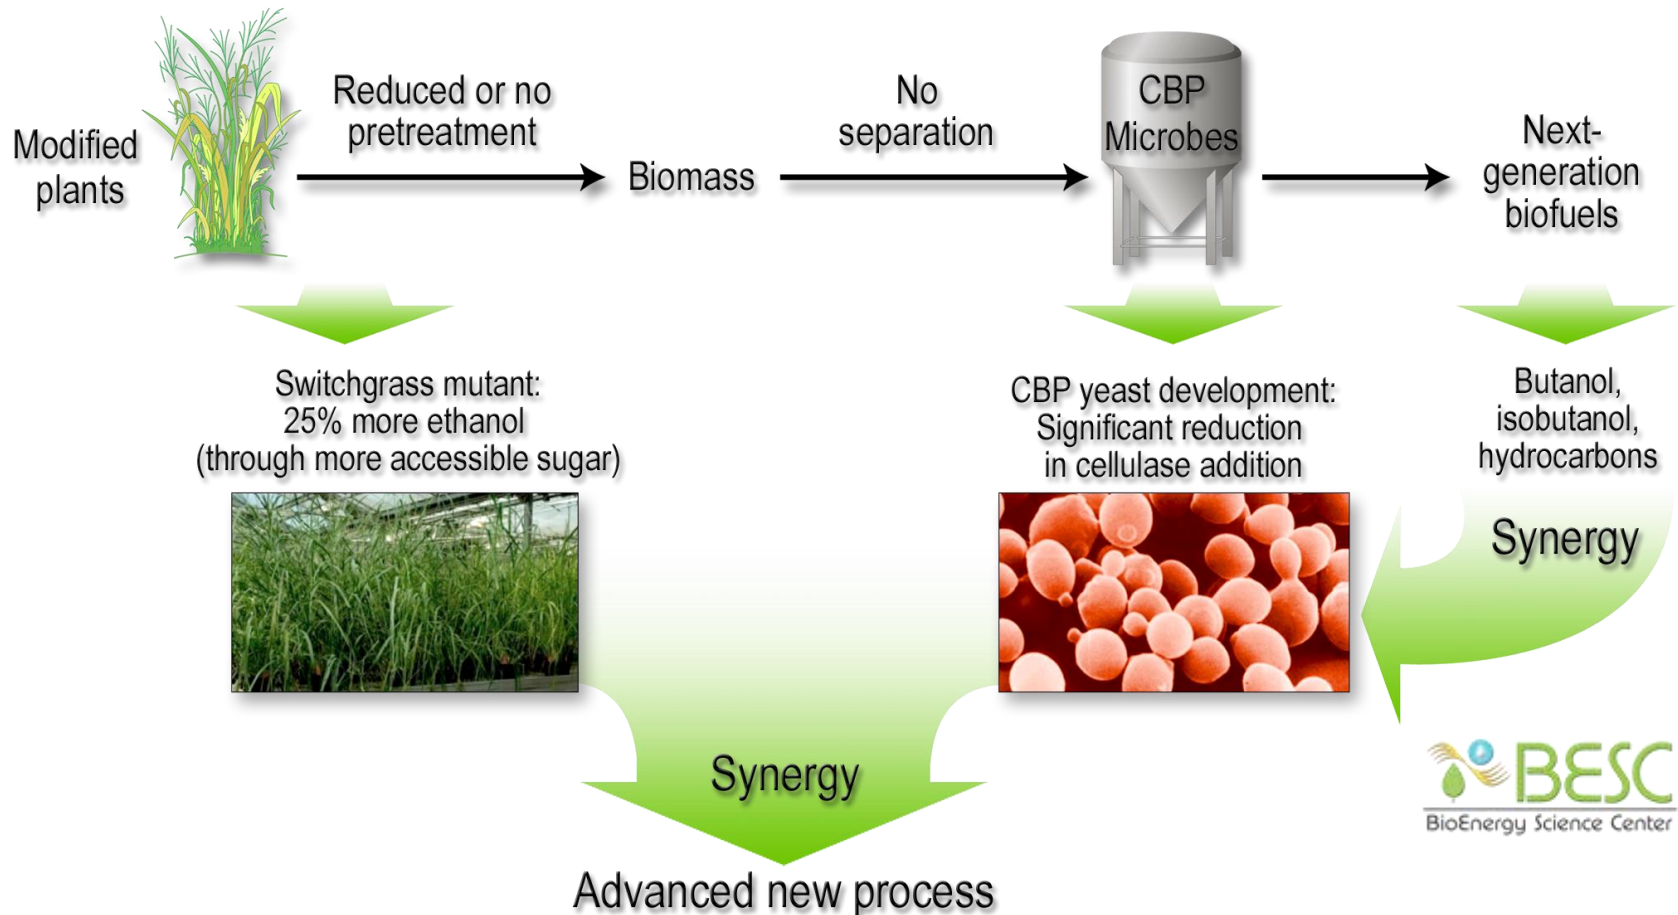 Modified
plants
Reduced or no
pretreatment
Biomass
No
separation
CBP
Microbes
Next-
generation
biofuels
Switchgrass mutant:
25% more ethanol
(through more accessible sugar)
CBP yeast development:
Significant reduction
in cellulase addition
Butanol,
isobutanol,
hydrocarbons
Synergy
Synergy
BESC
BioEnergy Science Center
Advanced new process